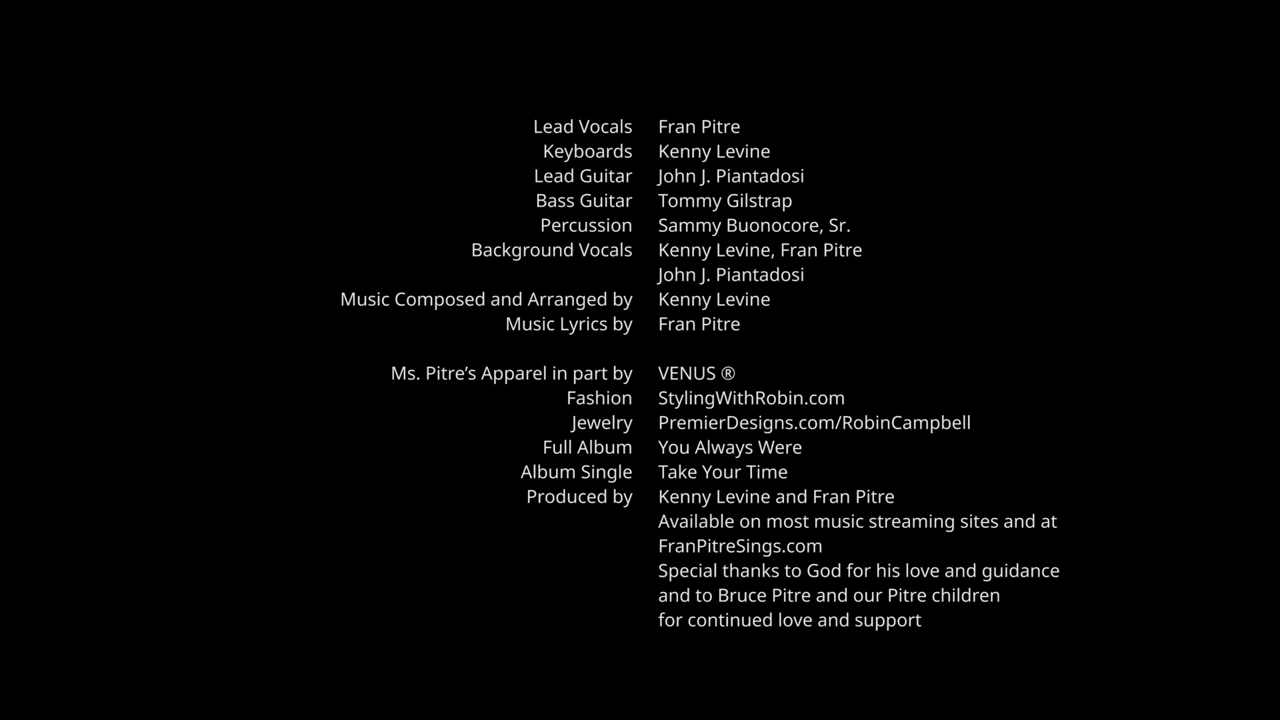 Lead Vocals Fran Pitre
Keyboards Kenny Levine
Lead Guitar John J. Piantadosi
Bass Guitar Tommy Gilstrap
Percussion Sammy Buonocore, Sr.
Background Vocals Kenny Levine, Fran Pitre
John J. Piantadosi
Music Composed and Arranged by Kenny Levine
Music Lyrics by Fran Pitre
Ms. Pitre’s Apparel in part by VENUS ®
Fashion StylingWithRobin.com
Jewelry PremierDesigns.com/RobinCampbell
Full Album You Always Were
Album Single Take Your Time
Produced by Kenny Levine and Fran Pitre
Available on most music streaming sites and at
FranPitreSings.com
Special thanks to God for his love and guidance
and to Bruce Pitre and our Pitre children
for continued love and support